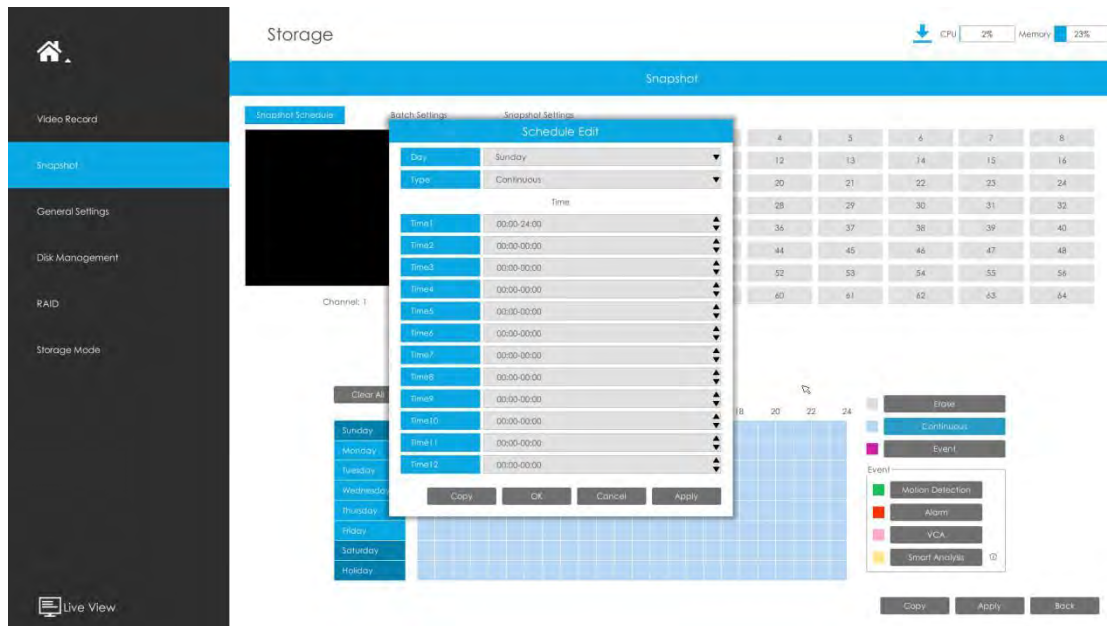 Storage
CPU 2% Memory 23%
Snapshot
Video Record
Snapshot
General Settings
Disk Management
RAID
Storage Mode
Live View
Snapshot Schedule Batch Settings Snapshot Settings
4 5 6 7 8
12 13 14 15 16
20 21 22 23 24
28 29 30 31 32
36 37 38 39 40
44 45 46 47 48
52 53 54 55 56
60 61 62 63 64
Channel: 1
Schedule Edit
Day Sunday
Type Continuous
Time
Time1 00:00-24:00
Time2 00:00-00:00
Time3 00:00-00:00
Time4 00:00-00:00
Time5 00:00-00:00
Time6 00:00-00:00
Time7 00:00-00:00
Time8 00:00-00:00
Time9 00:00-00:00
Time10 00:00-00:00
Time11 00:00-00:00
Time12 00:00-00:00
Copy OK Cancel Apply
Clear All
18 20 22 24
Sunday
Monday
Tuesday
Wednesday
Thursday
Friday
Saturday
Holiday
Erase
Continuous
Event
Event
Motion Detection
Alarm
VCA
Smart Analysis
Copy Apply Back